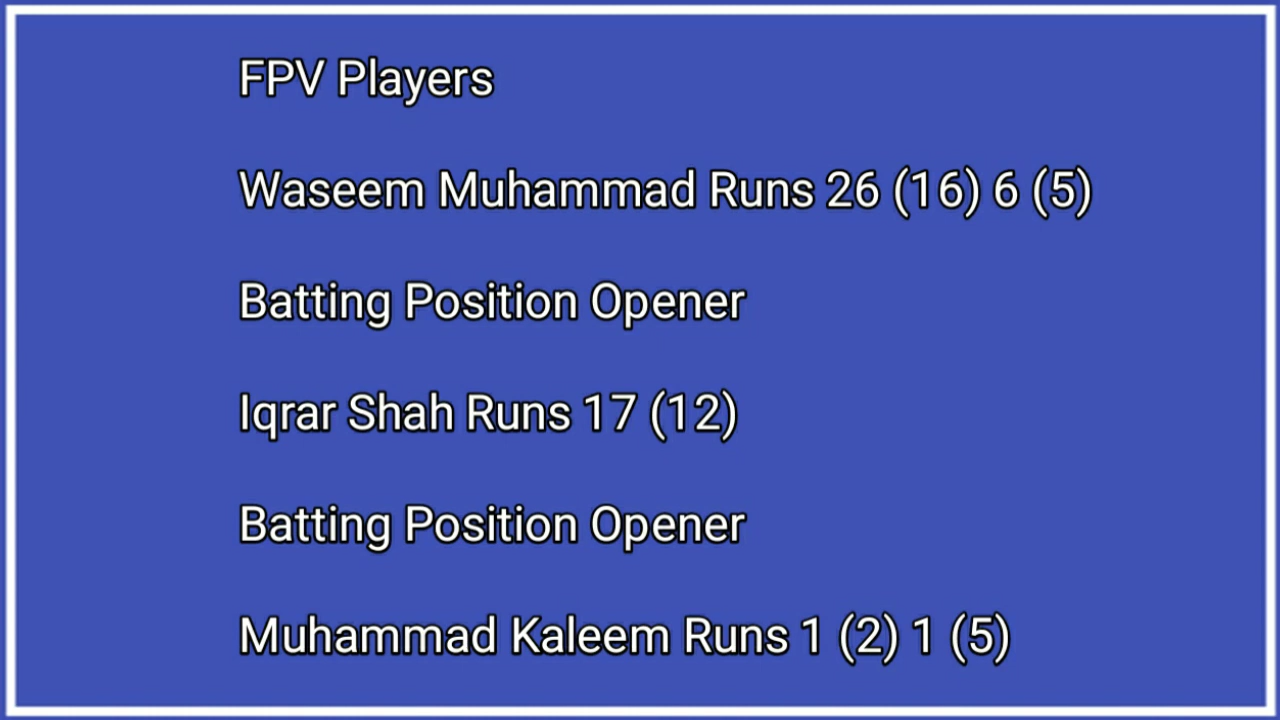 FPV Players
Waseem Muhammad Runs 26 (16) 6 (5)
Batting Position Opener
Iqrar Shah Runs 17 (12)
Batting Position Opener
Muhammad Kaleem Runs 1 (2) 1 (5)